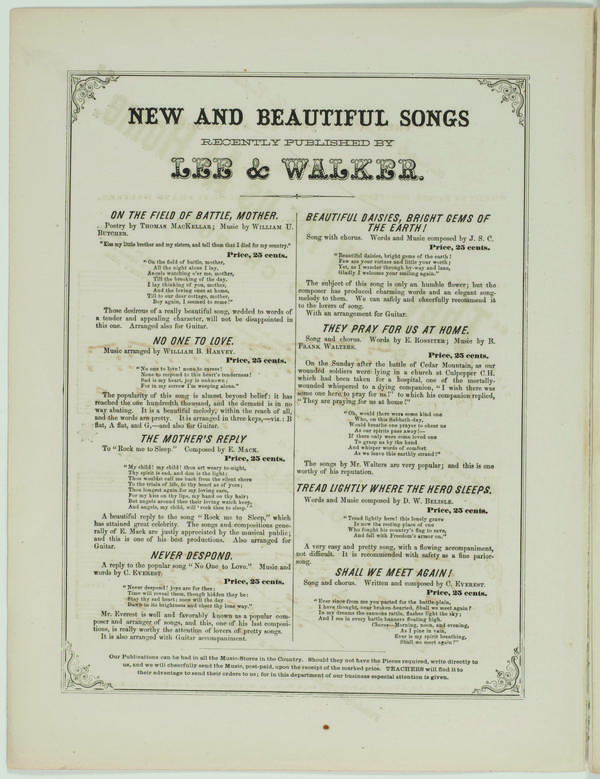 NEW AND BEAUTIFUL SONGS
RECENTLY PUBLISHED BY
LEE & WALKER.
ON THE FIELD OF BATTLE, MOTHER.
Poetry by THOMAS MACKELLAR; Music by WILLIAM U.
BUTCHER.
"Kiss my little brother and my sisters, and tell them that I died for my country."
Price, 25 cents.
"On the field of battle, mother,
All the night alone I lay,
Angels watching o'er me, mother,
Till the breaking of the day.
I lay thinking of you, mother,
And the loving ones at home,
Till to our dear cottage, mother,
Boy again, I seemed to come!"
Those desirous of a really beautiful song, wedded to words of
a tender and appealing character, will not be disappointed in
this one. Arranged also for Guitar.
NO ONE TO LOVE.
Music arranged by WILLIAM B. HARVEY.
Price, 25 cents.
"No one to love! none to caress!
None to respond to this heart's tenderness!
Sad is my heart, joy is unknown;
For in my sorrow I'm weeping alone."
The popularity of this song is almost beyond belief: it has
reached the one hundredth thousand, and the demand is in no
way abating. It is a beautiful melody, within the reach of all,
and the words are pretty. It is arranged in three keys,—viz.: B
flat, A flat, and G,—and also for Guitar.
THE MOTHER'S REPLY
To "Rock me to Sleep." Composed by E. MACK.
Price, 25 cents.
"My child! my child! thou art weary to-night,
Thy spirit is sad, and dim is the light;
Thou wouldst call me back from the silent shore
To the trials of life, to thy heart as of yore;
Thou longest again for my loving care,
For my kiss on thy lips, my hand on thy hair;
But angels around thee their loving watch keep,
And angels, my child, will 'rock thee to sleep.'"
A beautiful reply to the song "Rock me to Sleep," which
has attained great celebrity. The songs and compositions gene-
rally of E. Mack are justly appreciated by the musical public;
and this is one of his best productions. Also arranged for
Guitar.
NEVER DESPOND.
A reply to the popular song "No One to Love." Music and
words by C. EVEREST.
Price, 25 cents.
"Never despond! joys are for thee;
Time will reveal them, though hidden they be:
Stay thy sad heart; soon will the day
Dawn in its brightness and cheer thy lone way."
Mr. Everest is well and favorably known as a popular com-
poser and arranger of songs, and this, one of his last composi-
tions, is really worthy the attention of lovers of pretty songs.
It is also arranged with Guitar accompaniment.
BEAUTIFUL DAISIES, BRIGHT GEMS OF
THE EARTH!
Song with chorus. Words and Music composed by J. S. C.
Price, 25 cents.
"Beautiful daisies, bright gems of the earth!
Few are your virtues and little your worth;
Yet, as I wander through by-way and lane,
Gladly I welcome your smiling again."
The subject of this song is only an humble flower; but the
composer has produced charming words and an elegant song-
melody to them. We can safely and cheerfully recommend it
to the lovers of song.
With an arrangement for Guitar.
THEY PRAY FOR US AT HOME.
Song and chorus. Words by E. ROSSITER; Music by B.
FRANK WALTERS.
Price, 25 cents.
On the Sunday after the battle of Cedar Mountain, as our
wounded soldiers were lying in a church at Culpepper C.H.
which had been taken for a hospital, one of the mortally-
wounded whispered to a dying companion, "I wish there was
some one here to pray for us!" to which his companion replied,
"They are praying for us at home!"
"Oh, would there were some kind one
Who, on this Sabbath-day,
Would breathe one prayer to cheer us
As our spirits pass away!—
If there only were some loved one
To grasp us by the hand
And whisper words of comfort
As we leave this earthly strand!"
The songs by Mr. Walters are very popular; and this is one
worthy of his reputation.
TREAD LIGHTLY WHERE THE HERO SLEEPS.
Words and Music composed by D. W. BELISLE.
Price, 25 cents.
"Tread lightly here! this lonely grave
Is now the resting-place of one
Who fought his country's flag to save,
And fell with Freedom's armor on."
A very easy and pretty song, with a flowing accompaniment,
not difficult. It is recommended with safety as a fine parlor-
song.
SHALL WE MEET AGAIN!
Song and chorus. Written and composed by C. EVEREST.
Price, 25 cents.
"Ever since from me you parted for the battle-plain,
I have thought, near broken-hearted, Shall we meet again?
In my dreams the cannons rattle, flashes light the sky;
And I see in every battle banners floating high.
Chorus—Morning, noon, and evening,
As I pine in vain,
Ever is my spirit breathing,
Shall we meet again?"
Our Publications can be had in all the Music-Stores in the Country. Should they not have the Pieces required, write directly to
us, and we will cheerfully send the Music, post-paid, upon the receipt of the marked price. TEACHERS will find it to
their advantage to send their orders to us; for in this department of our business especial attention is given.